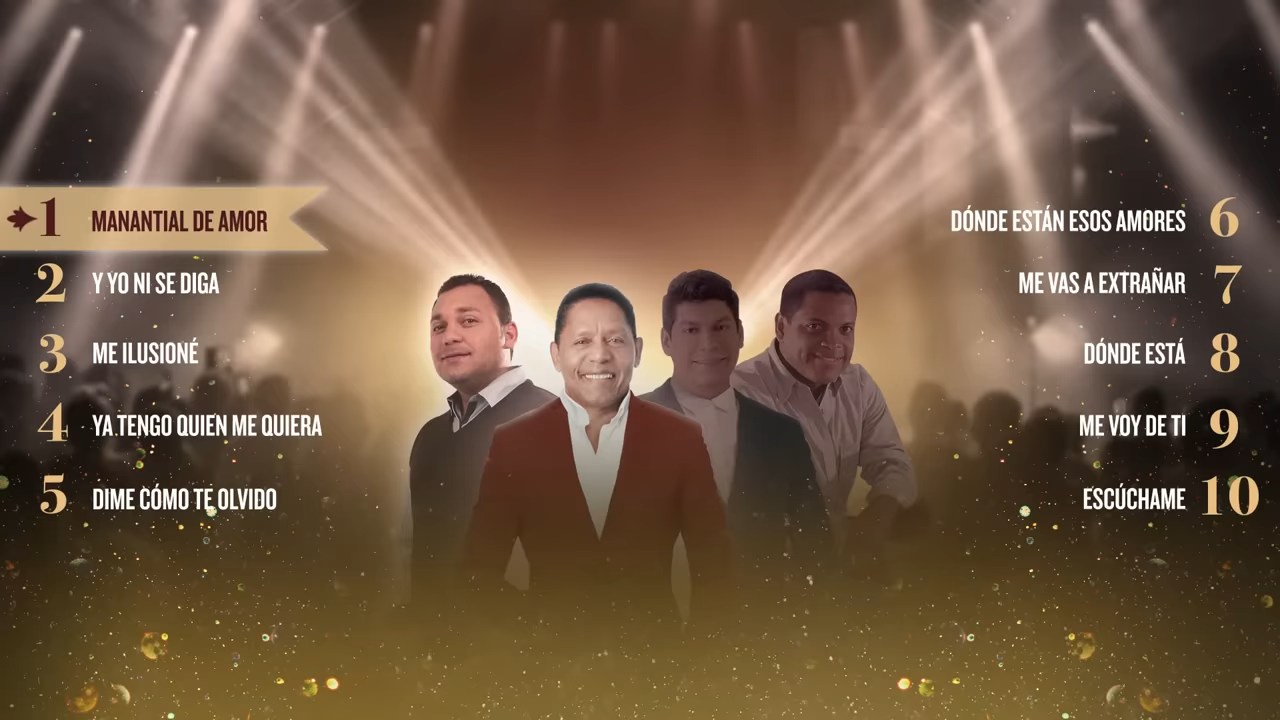 1 MANANTIAL DE AMOR
2 Y YO NI SE DIGA
3 ME ILUSIONÉ
4 YA TENGO QUIEN ME QUIERA
5 DIME CÓMO TE OLVIDO
DÓNDE ESTÁN ESOS AMORES 6
ME VAS A EXTRAÑAR 7
DÓNDE ESTÁ 8
ME VOY DE TI 9
ESCÚCHAME 10